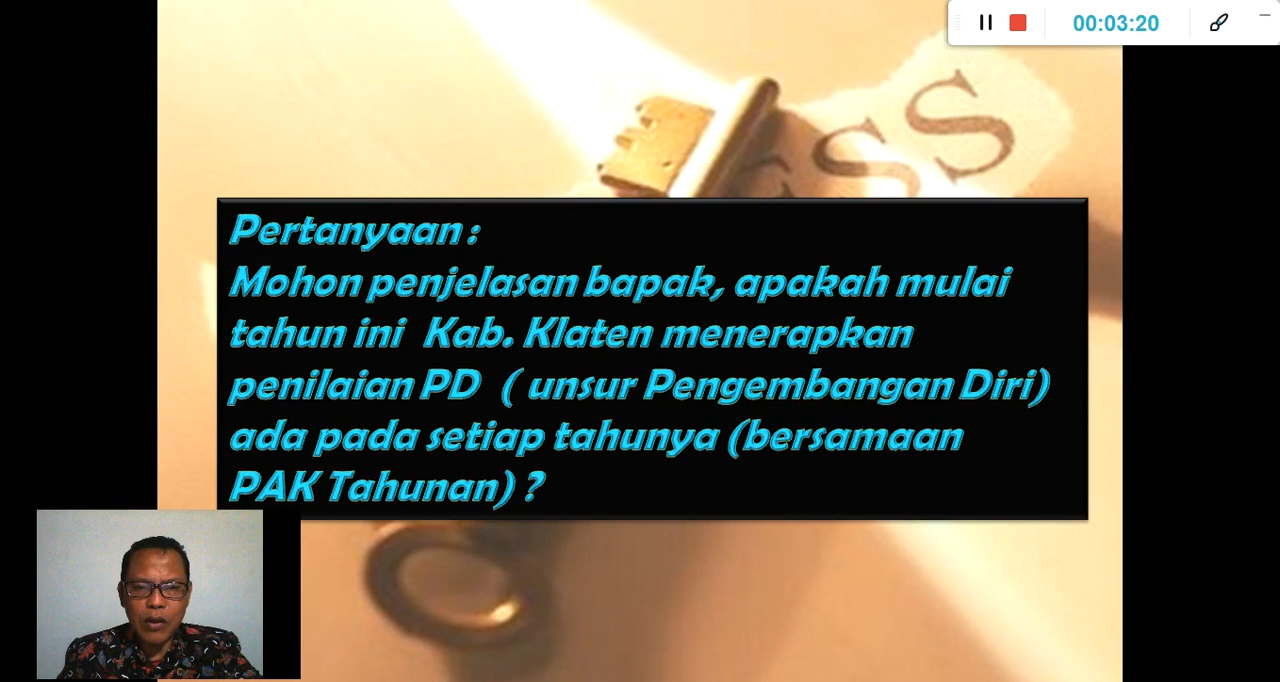 00:03:20
SS
Pertanyaan :
Mohon penjelasan bapak, apakah mulai
tahun ini Kab. Klaten menerapkan
penilaian PD ( unsur Pengembangan Diri)
ada pada setiap tahunya (bersamaan
PAK Tahunan) ?